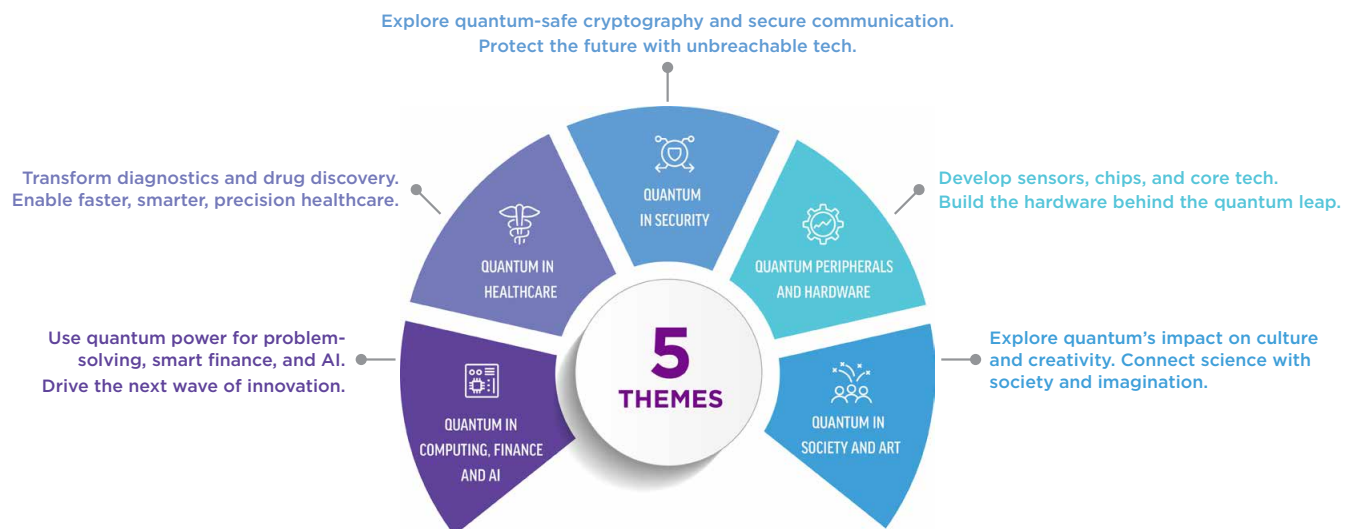 Explore quantum-safe cryptography and secure communication.
Protect the future with unbreachable tech.
QUANTUM
IN SECURITY
Transform diagnostics and drug discovery.
Enable faster, smarter, precision healthcare.
QUANTUM IN
HEALTHCARE
Develop sensors, chips, and core tech.
Build the hardware behind the quantum leap.
QUANTUM PERIPHERALS
AND HARDWARE
Use quantum power for problem-
solving, smart finance, and AI.
Drive the next wave of innovation.
QUANTUM IN
COMPUTING, FINANCE
AND AI
5
THEMES
Explore quantum’s impact on culture
and creativity. Connect science with
society and imagination.
QUANTUM IN
SOCIETY AND ART